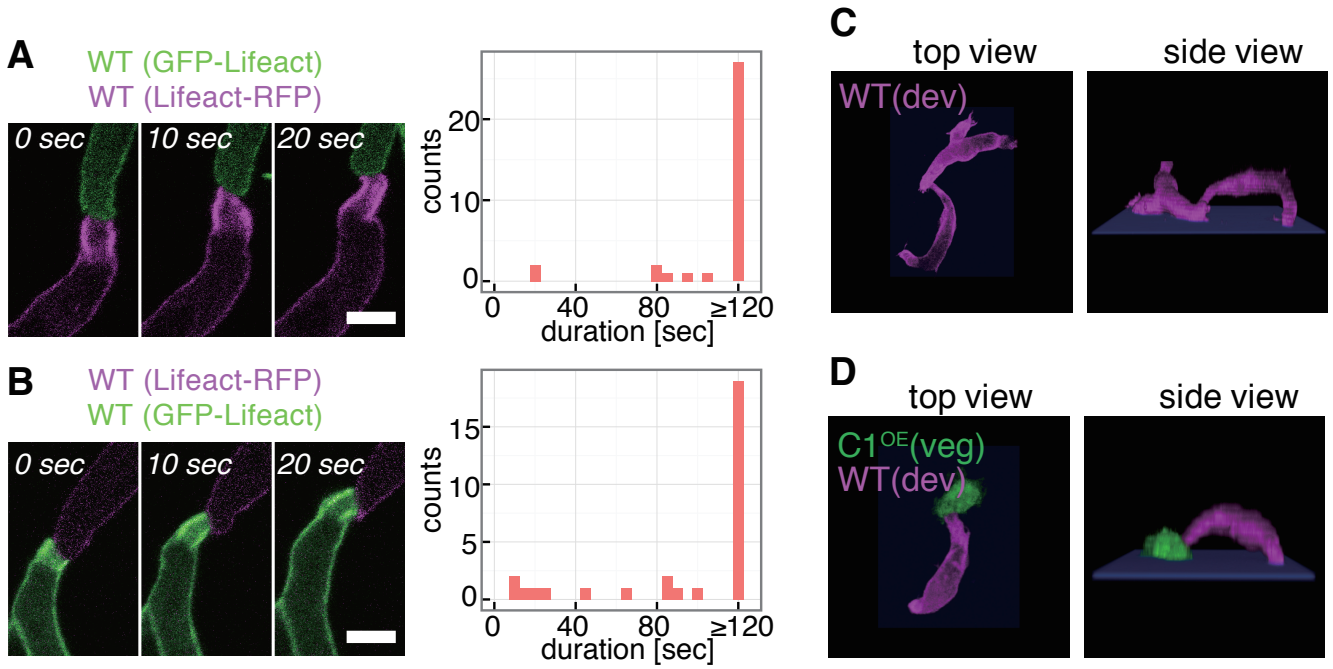 A
WT (GFP-Lifeact)
WT (Lifeact-RFP)
0 sec
10 sec
20 sec
counts
20
10
0
0
40
80
≥120
duration [sec]
B
WT (Lifeact-RFP)
WT (GFP-Lifeact)
0 sec
10 sec
20 sec
counts
15
10
5
0
0
40
80
≥120
duration [sec]
C
top view
side view
WT(dev)
D
top view
side view
C1OE(veg)
WT(dev)